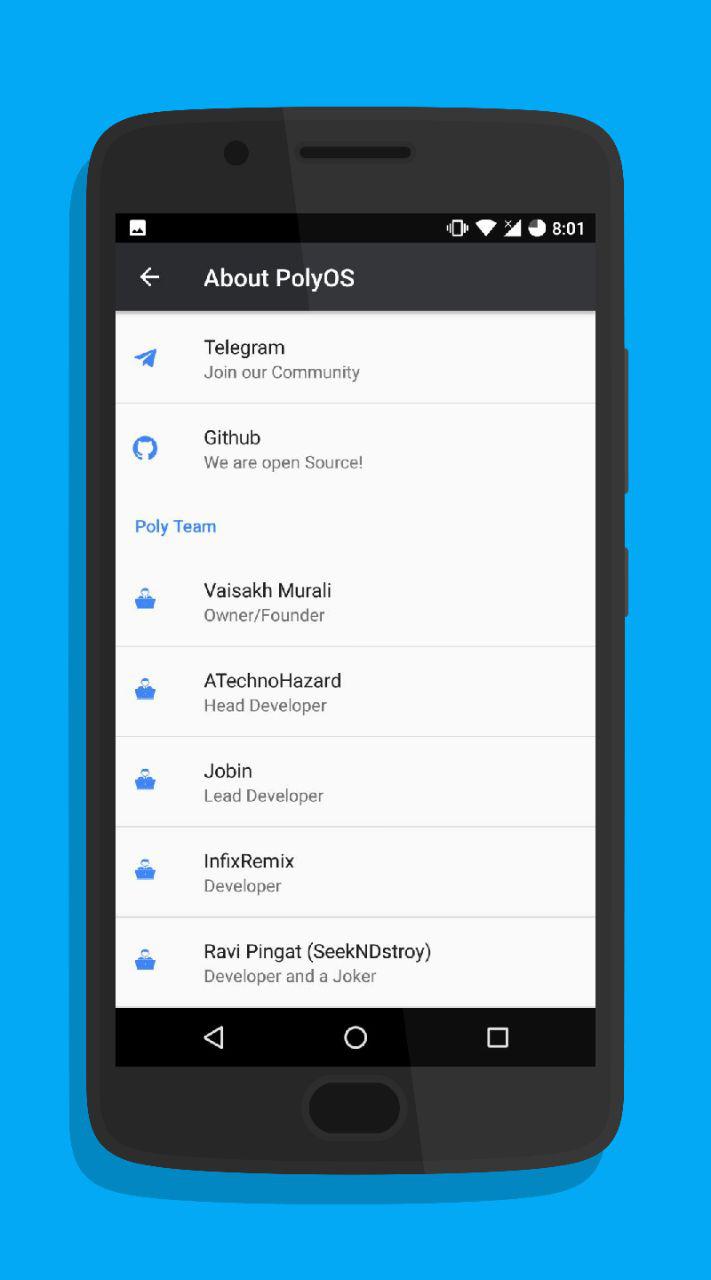 8:01
About PolyOS
Telegram
Join our Community
Github
We are open Source!
Poly Team
Vaisakh Murali
Owner/Founder
ATechnoHazard
Head Developer
Jobin
Lead Developer
InfixRemix
Developer
Ravi Pingat (SeekNDstroy)
Developer and a Joker